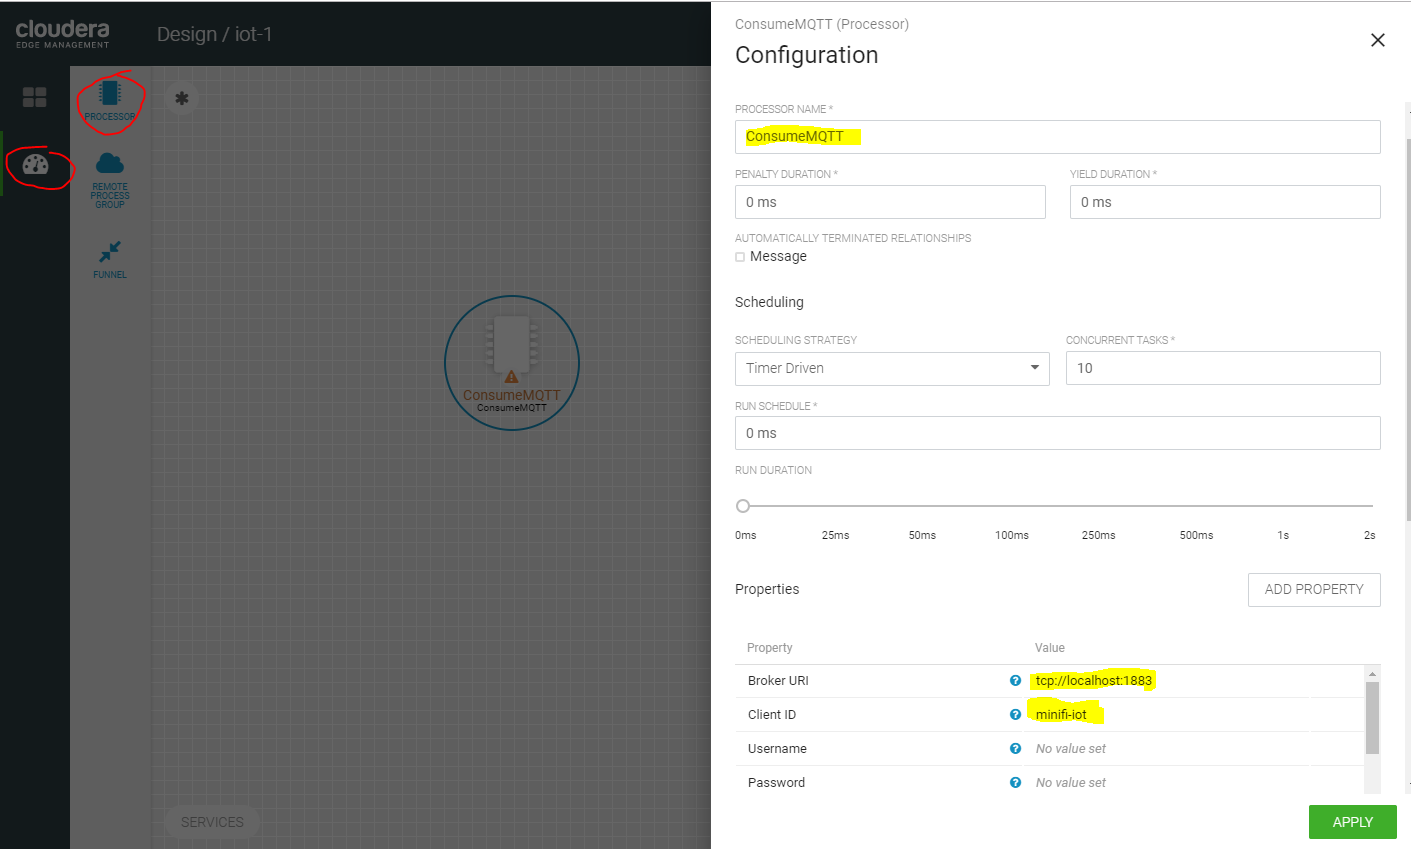 cloudera
EDGE MANAGEMENT
Design / iot-1
PROCESSOR
REMOTE
PROCESS
GROUP
FUNNEL
ConsumeMQTT
ConsumeMQTT
SERVICES
ConsumeMQTT (Processor)
Configuration
PROCESSOR NAME *
ConsumeMQTT
PENALTY DURATION * YIELD DURATION *
0 ms 0 ms
AUTOMATICALLY TERMINATED RELATIONSHIPS
Message
Scheduling
SCHEDULING STRATEGY CONCURRENT TASKS *
Timer Driven 10
RUN SCHEDULE *
0 ms
RUN DURATION
0ms 25ms 50ms 100ms 250ms 500ms 1s 2s
Properties ADD PROPERTY
Property Value
Broker URI tcp://localhost:1883
Client ID minifi-iot
Username No value set
Password No value set
APPLY